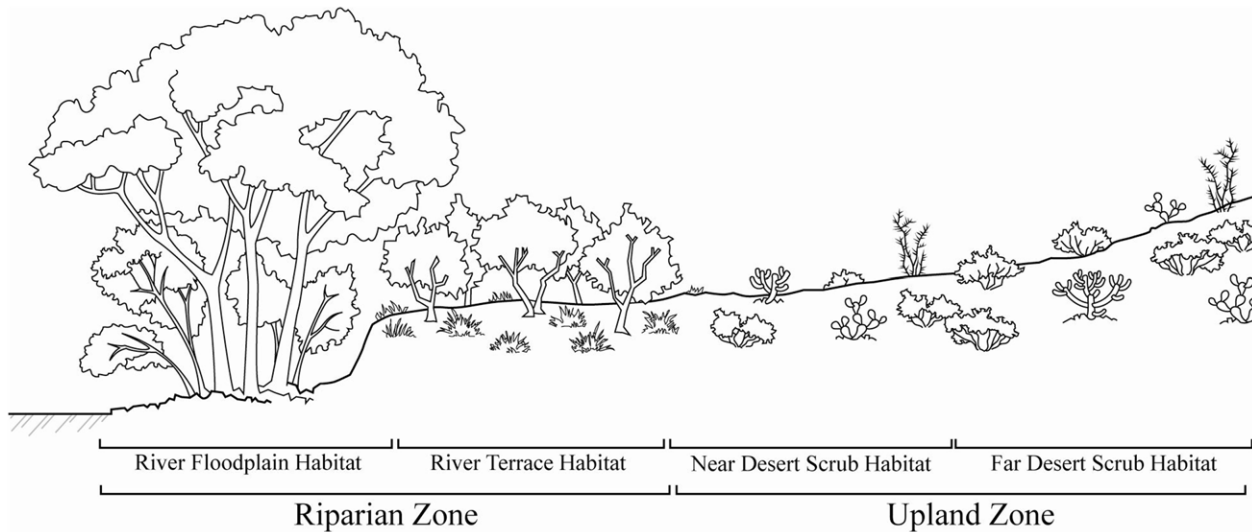 River Floodplain Habitat
River Terrace Habitat
Near Desert Scrub Habitat
Far Desert Scrub Habitat
Riparian Zone
Upland Zone